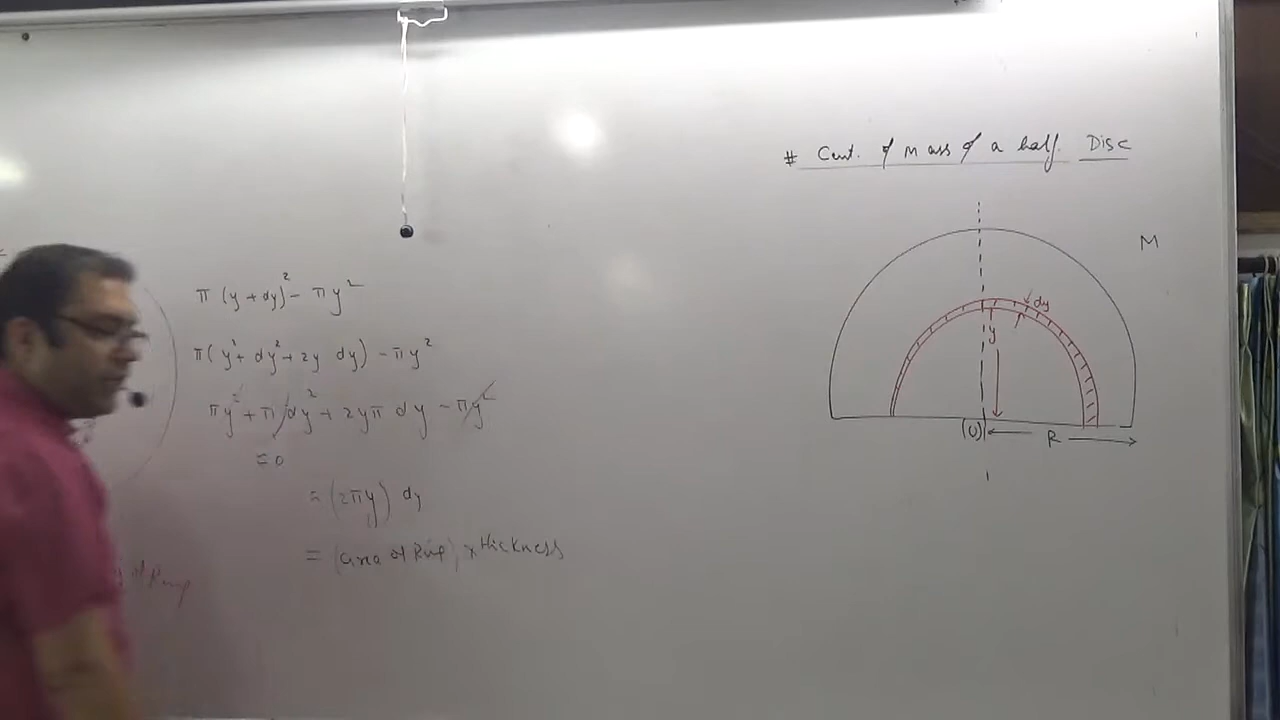 # Cent. of Mass of a half Disc
M
dy
y
(0)
R
π (y + dy)² - πy²
π( y² + dy² + 2y dy) - πy²
πy² + π dy² + 2yπ dy - πy²
= 0
= (2πy) dy
= (area of Ring) x thickness